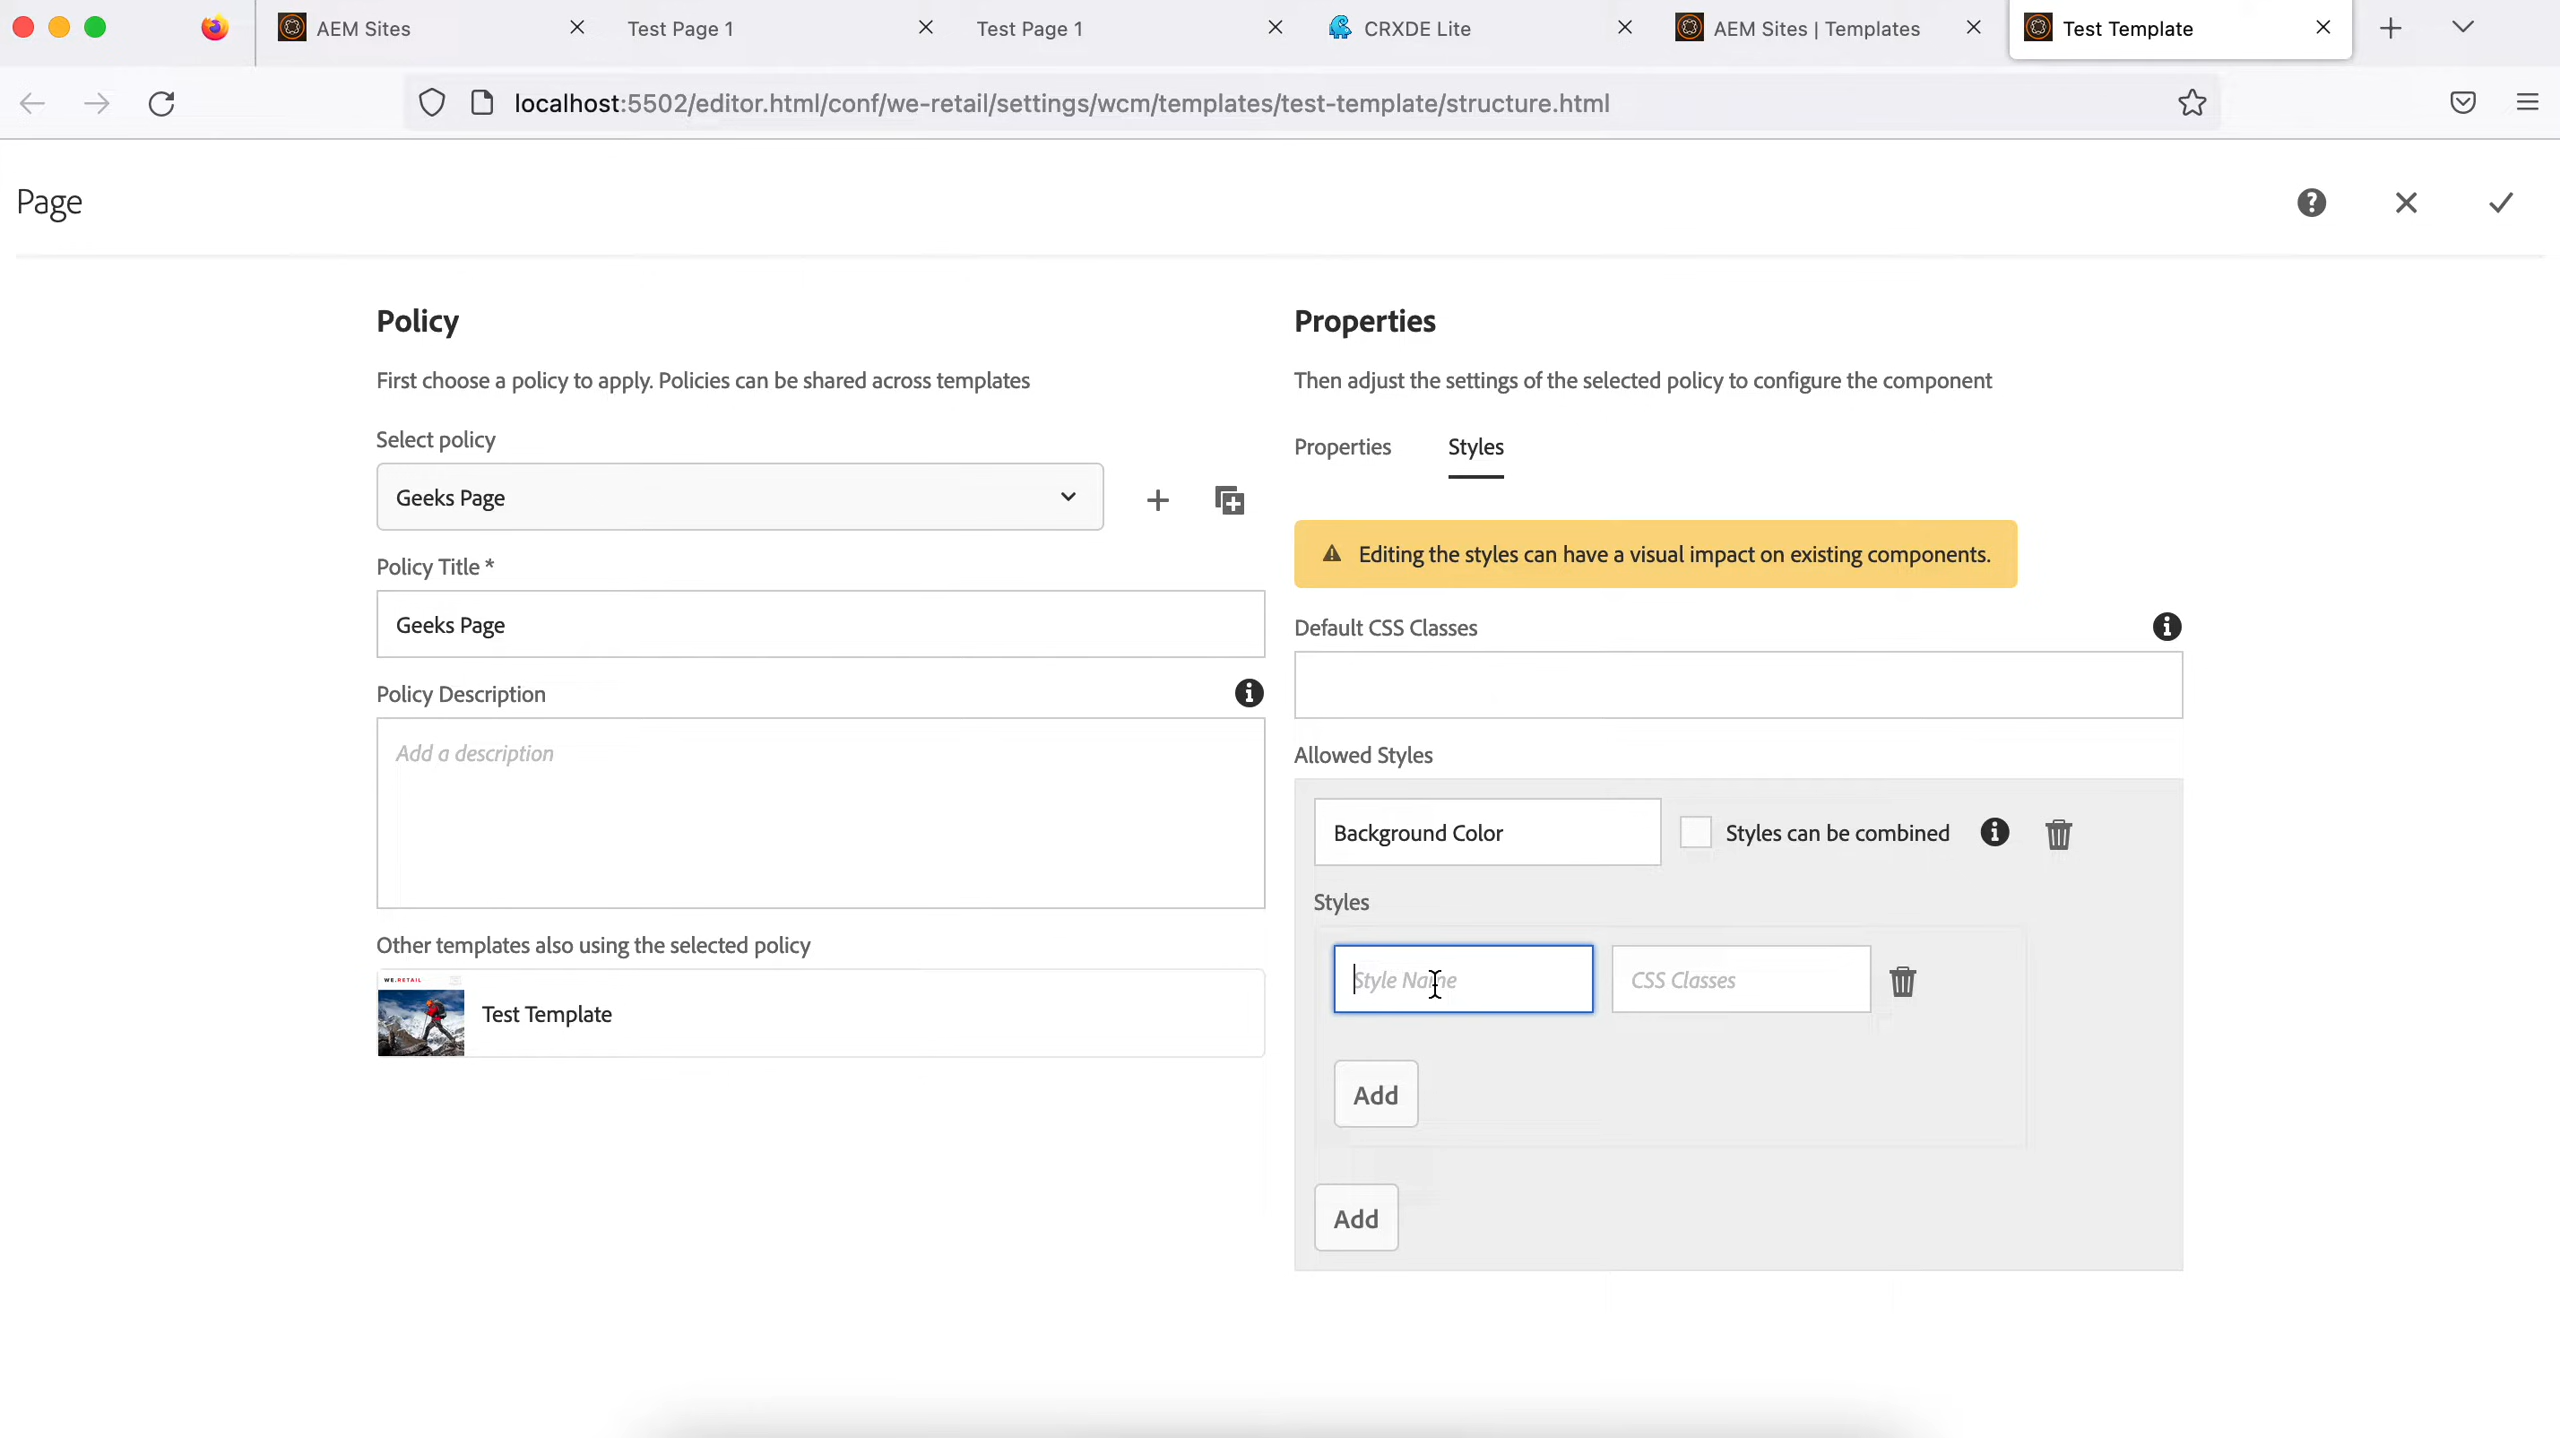 AEM Sites
Test Page 1
Test Page 1
CRXDE Lite
AEM Sites | Templates
Test Template
localhost:5502/editor.html/conf/we-retail/settings/wcm/templates/test-template/structure.html
Page
Policy
First choose a policy to apply. Policies can be shared across templates
Select policy
Geeks Page
Policy Title *
Geeks Page
Policy Description
Add a description
Other templates also using the selected policy
WE.RETAIL
Test Template
Properties
Then adjust the settings of the selected policy to configure the component
Properties
Styles
Editing the styles can have a visual impact on existing components.
Default CSS Classes
Allowed Styles
Background Color
Styles can be combined
Styles
Style Name
CSS Classes
Add
Add